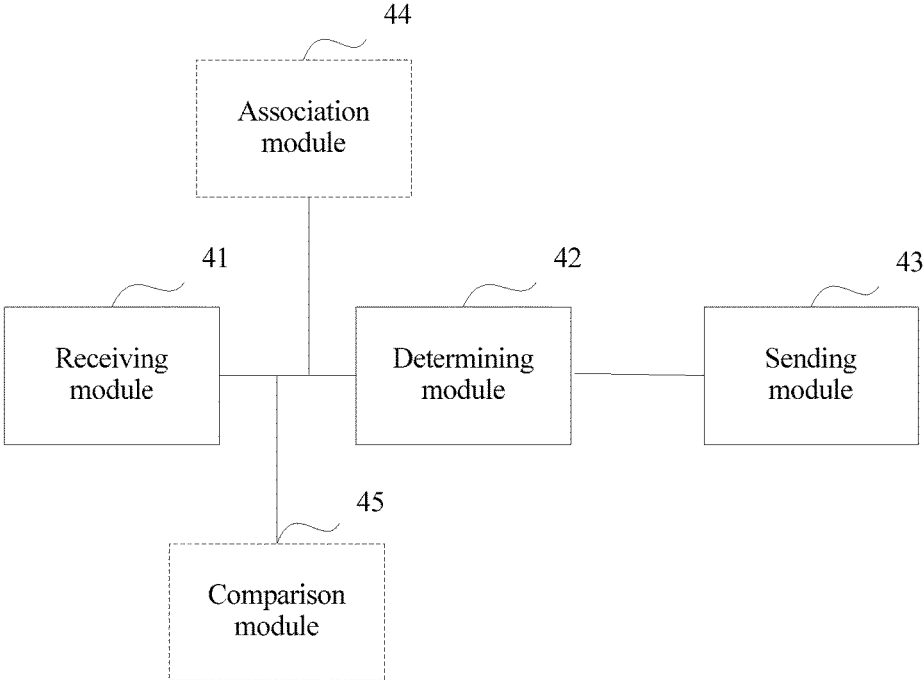 44
Association
module
41
Receiving
module
42
Determining
module
43
Sending
module
45
Comparison
module